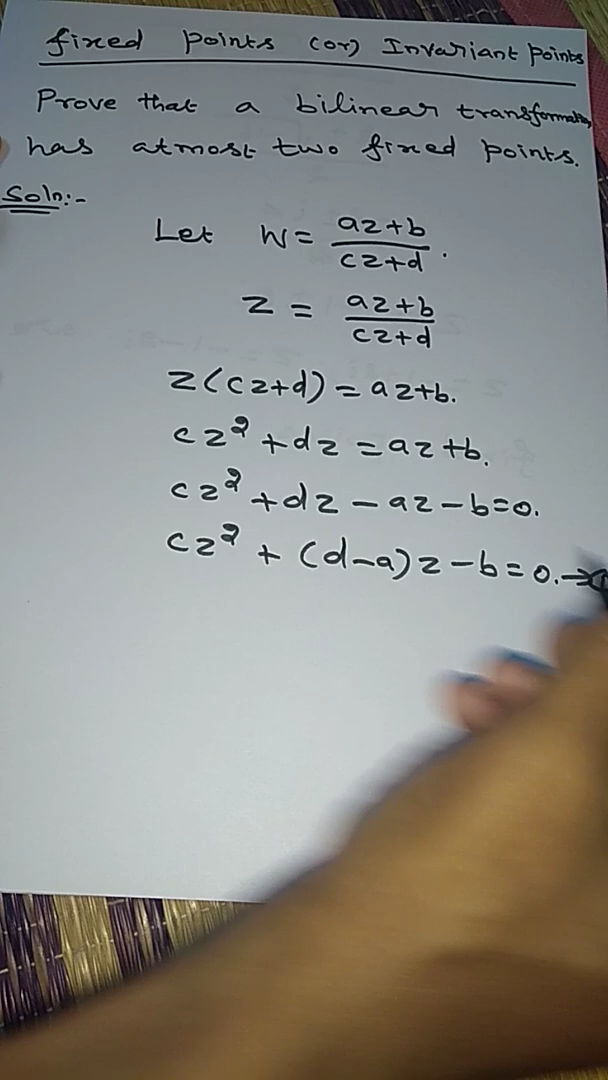 fixed points (or) Invariant points
Prove that a bilinear transformation
has atmost two fixed points.
Soln:-
Let W = az+b / cz+d .
z = az+b / cz+d
z(cz+d) = az+b.
cz² + dz = az+b.
cz² + dz - az - b = 0.
cz² + (d-a)z - b = 0. →